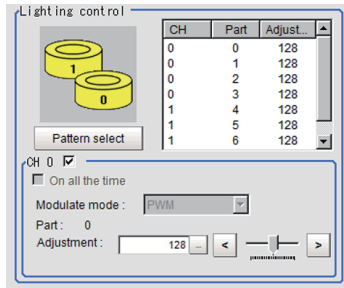 Lighting control
CH Part Adjust...
0 0 128
0 1 128
0 2 128
0 3 128
1 4 128
1 5 128
1 6 128
1
0
Pattern select
CH 0
On all the time
Modulate mode : PWM
Part : 0
Adjustment : 128 ... < >